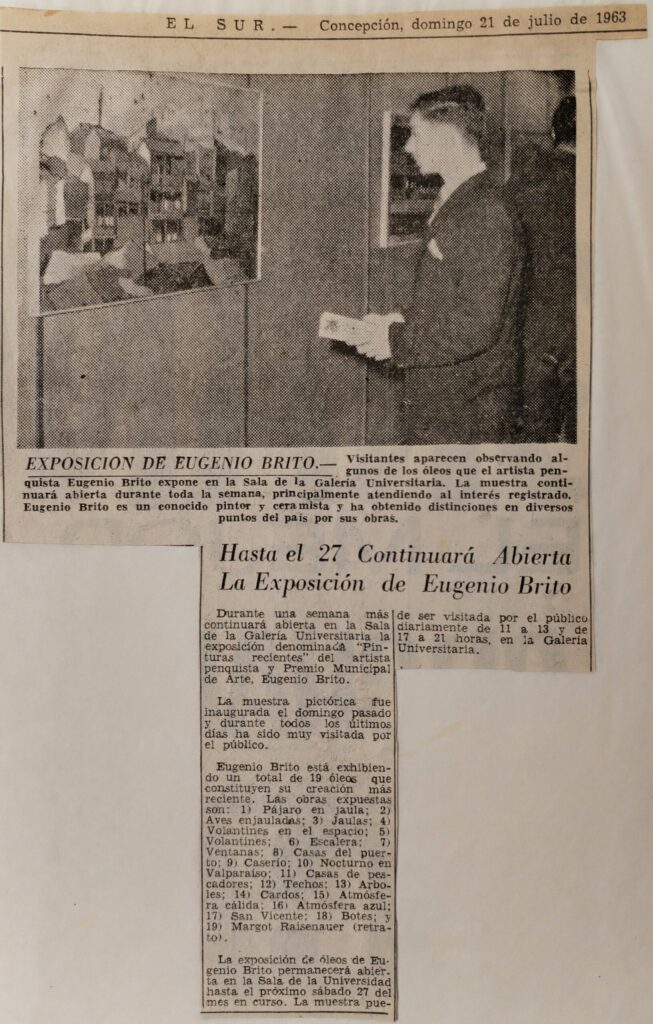 EL SUR.— Concepción, domingo 21 de julio de 1963
EXPOSICION DE EUGENIO BRITO.— Visitantes aparecen observando al-
gunos de los óleos que el artista pen-
quista Eugenio Brito expone en la Sala de la Galería Universitaria. La muestra conti-
nuará abierta durante toda la semana, principalmente atendiendo al interés registrado.
Eugenio Brito es un conocido pintor y ceramista y ha obtenido distinciones en diversos
puntos del país por sus obras.
Hasta el 27 Continuará Abierta
La Exposición de Eugenio Brito
Durante una semana más
continuará abierta en la Sala
de la Galería Universitaria la
exposición denominada "Pin-
turas recientes" del artista
penquista y Premio Municipal
de Arte, Eugenio Brito.
La muestra pictórica fue
inaugurada el domingo pasado
y durante todos los últimos
días ha sido muy visitada por
el público.
Eugenio Brito está exhibien-
do un total de 19 óleos que
constituyen su creación más
reciente. Las obras expuestas
son: 1) Pájaro en jaula; 2)
Aves enjauladas; 3) Jaulas; 4)
Volantines en el espacio; 5)
Volantines; 6) Escalera; 7)
Ventanas; 8) Casas del puer-
to; 9) Caserío; 10) Nocturno en
Valparaíso; 11) Casas de pes-
cadores; 12) Techos; 13) Arbo-
les; 14) Cardos; 15) Atmósfe-
ra cálida; 16) Atmósfera azul;
17) San Vicente; 18) Botes; y
19) Margot Raisenauer (retra-
to).
La exposición de óleos de Eu-
genio Brito permanecerá abier-
ta en la Sala de la Universidad
hasta el próximo sábado 27 del
mes en curso. La muestra pue-
de ser visitada por el público
diariamente de 11 a 13 y de
17 a 21 horas, en la Galería
Universitaria.